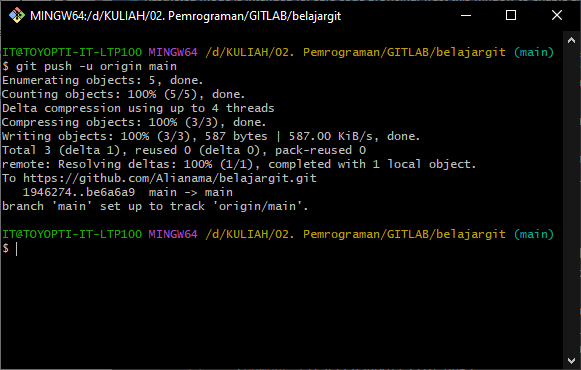 MINGW64:/d/KULIAH/02. Pemrograman/GITLAB/belajargit
IT@TOYOPTI-IT-LTP100 MINGW64 /d/KULIAH/02. Pemrograman/GITLAB/belajargit (main)
$ git push -u origin main
Enumerating objects: 5, done.
Counting objects: 100% (5/5), done.
Delta compression using up to 4 threads
Compressing objects: 100% (3/3), done.
Writing objects: 100% (3/3), 587 bytes | 587.00 KiB/s, done.
Total 3 (delta 1), reused 0 (delta 0), pack-reused 0
remote: Resolving deltas: 100% (1/1), completed with 1 local object.
To https://github.com/Alianama/belajargit.git
   1946274..be6a6a9  main -> main
branch 'main' set up to track 'origin/main'.
IT@TOYOPTI-IT-LTP100 MINGW64 /d/KULIAH/02. Pemrograman/GITLAB/belajargit (main)
$